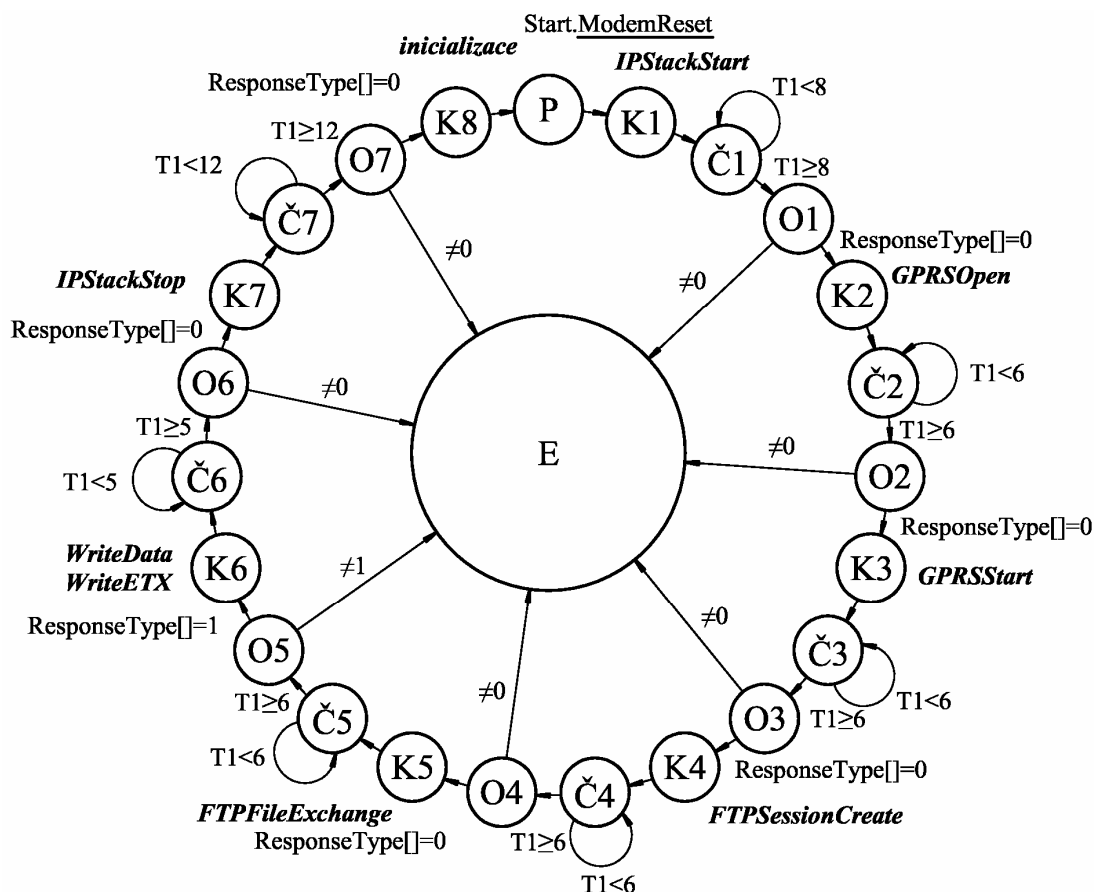 Start.ModemReset
inicializace
IPStackStart
ResponseType[]=0
T1<8
K8
P
K1
T1≥12
Č1
O7
T1≥8
T1<12
Č7
O1
≠0
ResponseType[]=0
≠0
IPStackStop
K7
K2
GPRSOpen
ResponseType[]=0
O6
Č2
T1<6
≠0
T1≥5
T1≥6
E
≠0
T1<5
Č6
O2
ResponseType[]=0
WriteData
WriteETX
K6
K3
GPRSStart
≠1
ResponseType[]=1
≠0
O5
Č3
T1≥6
≠0
T1<6
Č5
O3
T1≥6
T1<6
K5
K4
ResponseType[]=0
O4
Č4
FTPFileExchange
FTPSessionCreate
ResponseType[]=0
T1≥6
T1<6